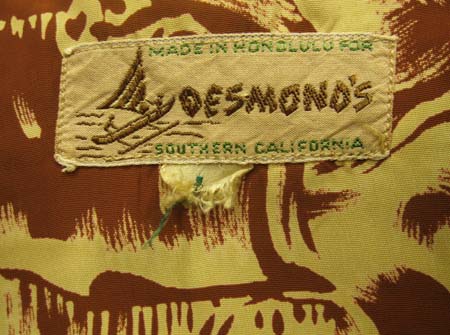 MADE IN HONOLULU FOR
DESMOND'S
SOUTHERN CALIFORNIA